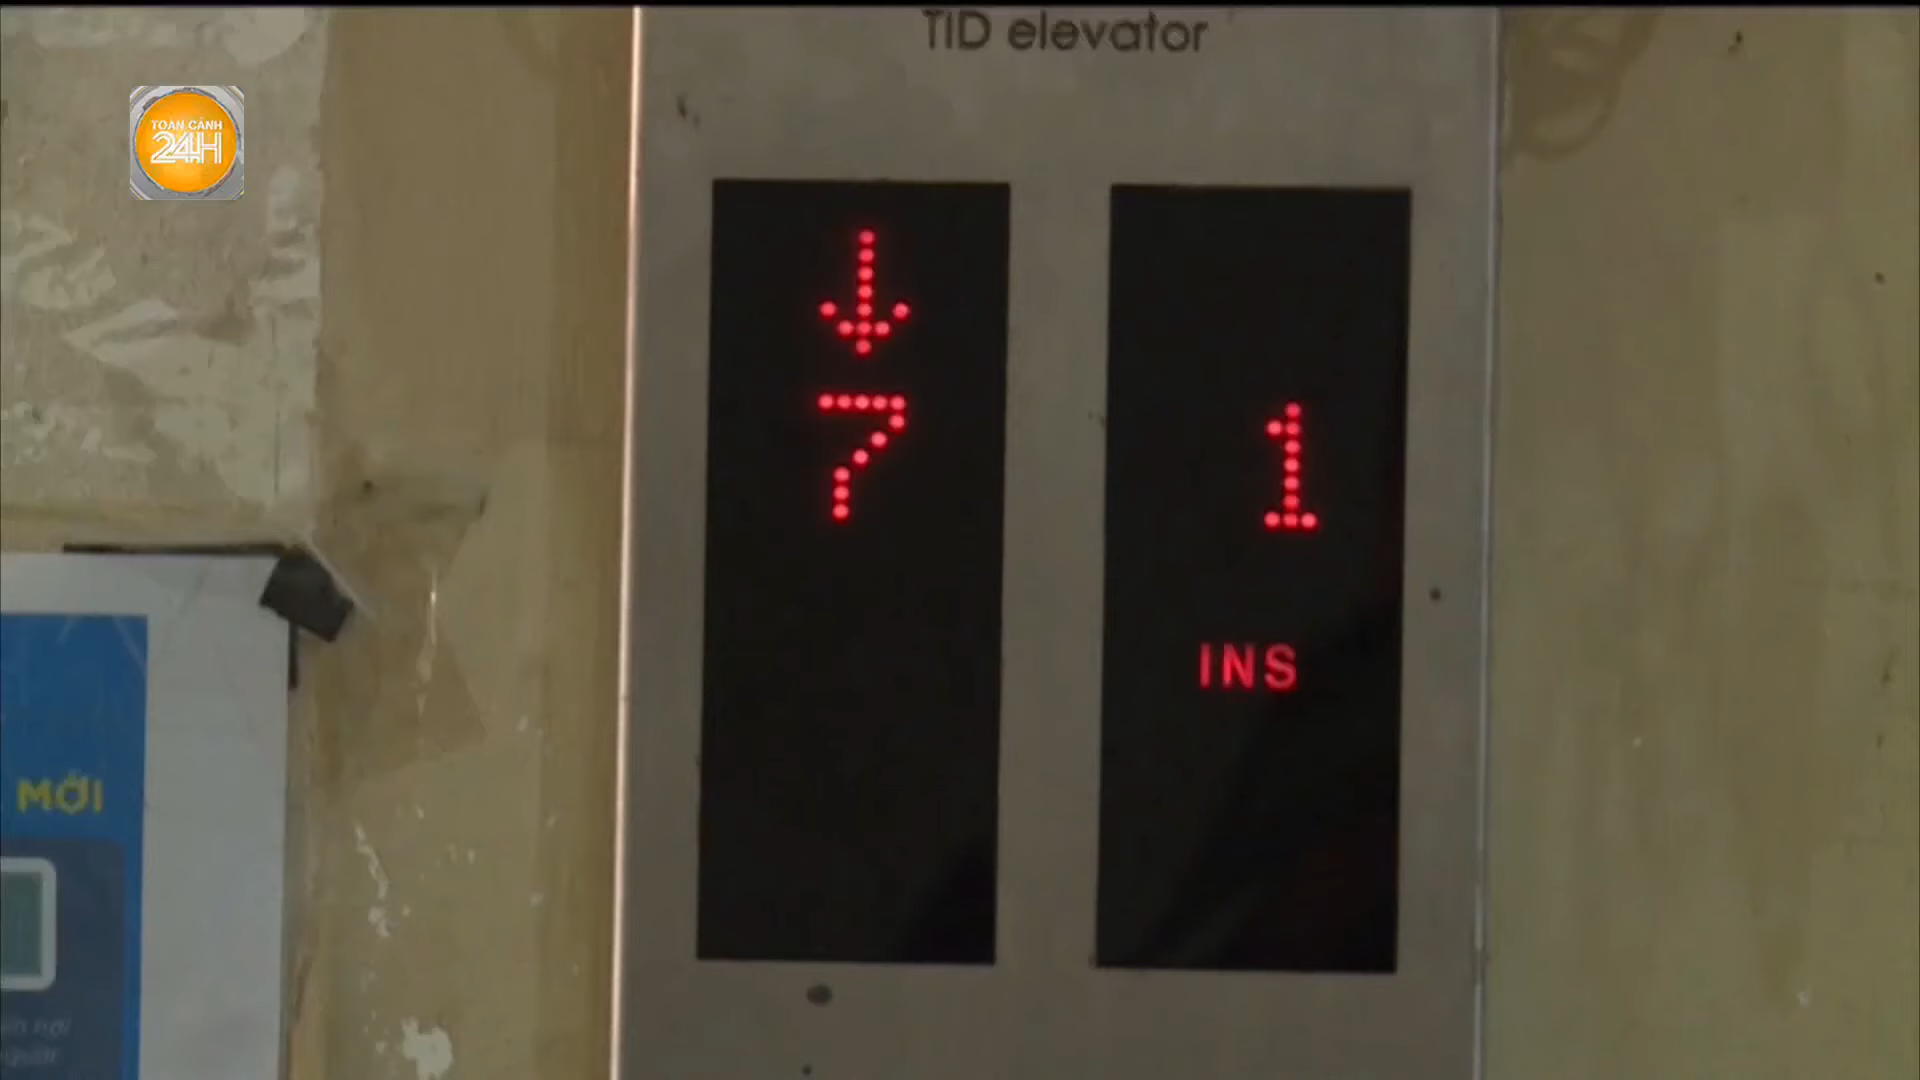 TID elevator
TOÀN CẢNH
24H
7
1
INS
MỚI